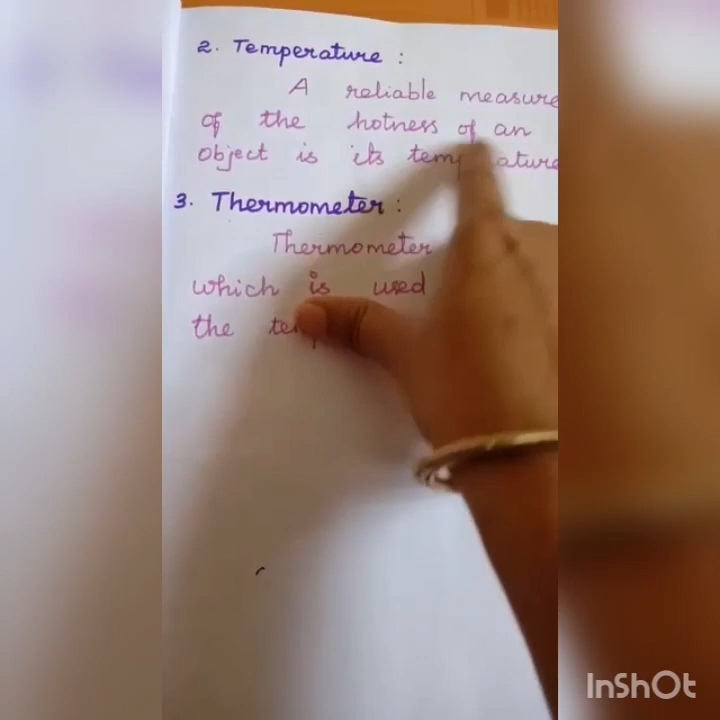 2. Temperature :
A reliable measure
of the hotness of an
object is its
3. Thermometer :
Thermometer
which is used
the
InShOt